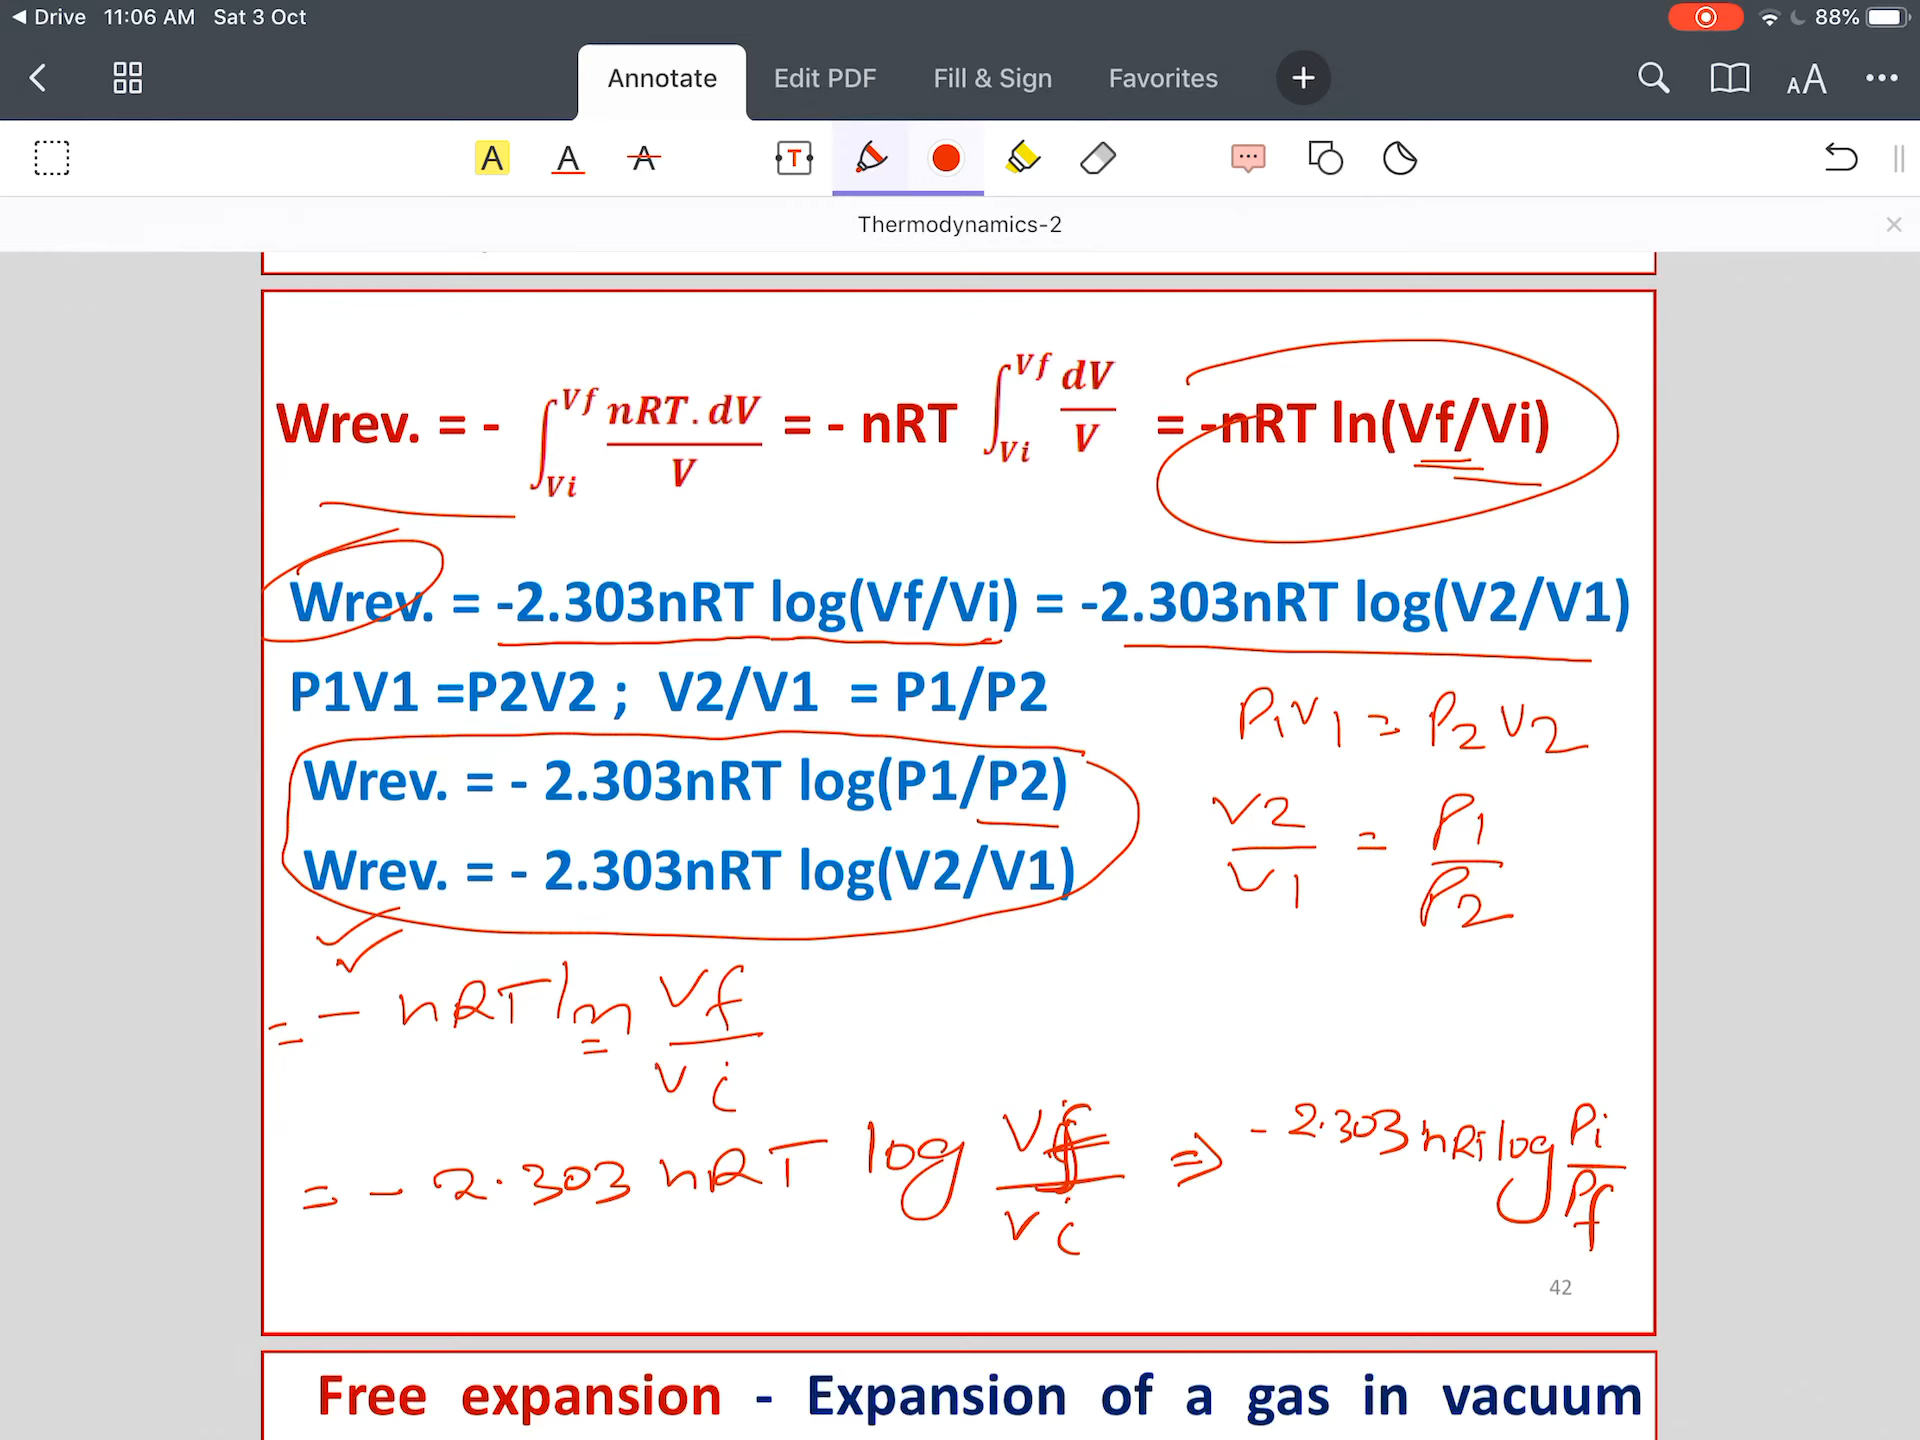 Drive 11:06 AM Sat 3 Oct 88%
Annotate Edit PDF Fill & Sign Favorites + AA
A A A T
Thermodynamics-2
Wrev. = - ∫Vi^Vf nRT.dV/V = - nRT ∫Vi^Vf dV/V = -nRT ln(Vf/Vi)
Wrev. = -2.303nRT log(Vf/Vi) = -2.303nRT log(V2/V1)
P1V1 =P2V2 ; V2/V1 = P1/P2
P1V1 = P2V2
Wrev. = - 2.303nRT log(P1/P2)
V2/V1 = P1/P2
Wrev. = - 2.303nRT log(V2/V1)
= - nRT ln Vf/Vi
= - 2.303 nRT log Vf/Vi ⇒ - 2.303 nRT log Pi/Pf
42
Free expansion - Expansion of a gas in vacuum